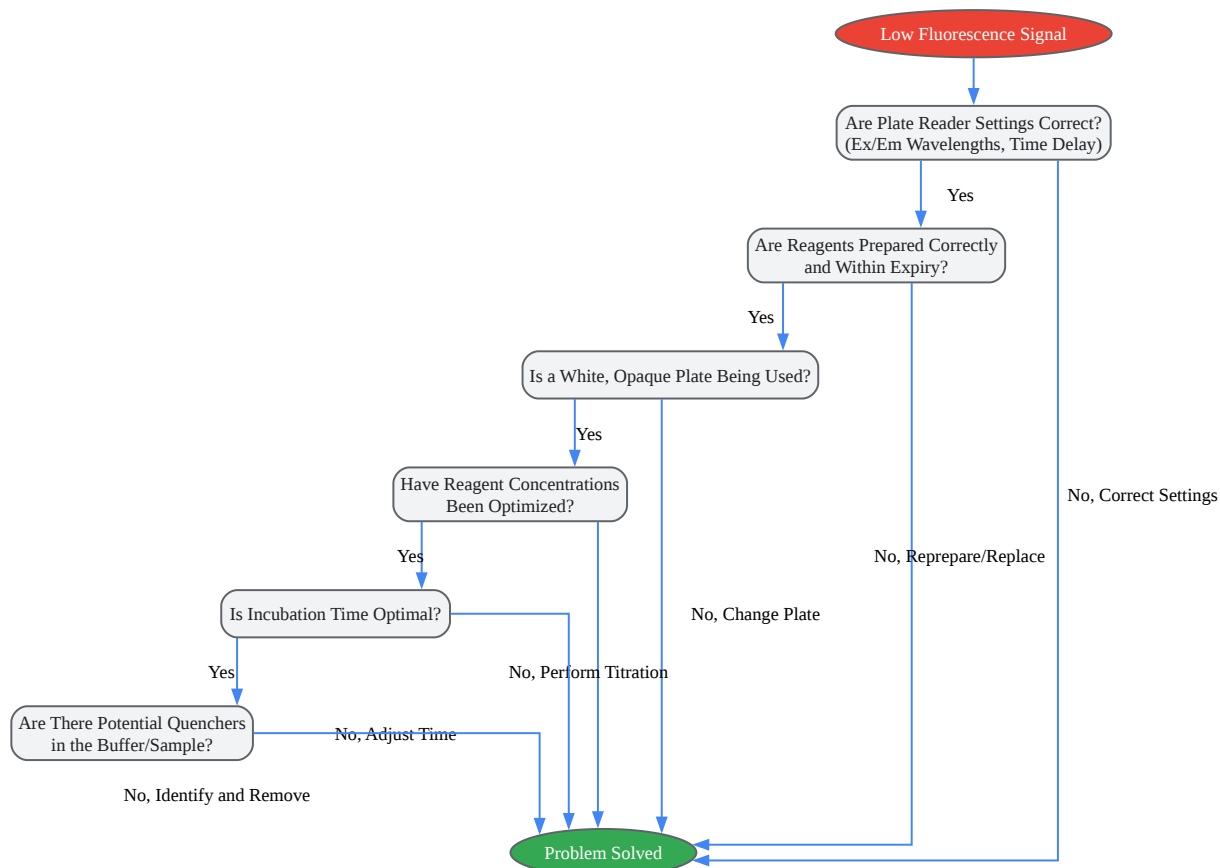 Low Fluorescence Signal
Are Plate Reader Settings Correct?
(Ex/Em Wavelengths, Time Delay)
Yes
Are Reagents Prepared Correctly
and Within Expiry?
Yes
Is a White, Opaque Plate Being Used?
Yes
Have Reagent Concentrations
Been Optimized?
No, Correct Settings
Yes
No, Reprepare/Replace
Is Incubation Time Optimal?
No, Change Plate
Yes
No, Perform Titration
Are There Potential Quenchers
in the Buffer/Sample?
No, Adjust Time
No, Identify and Remove
Problem Solved